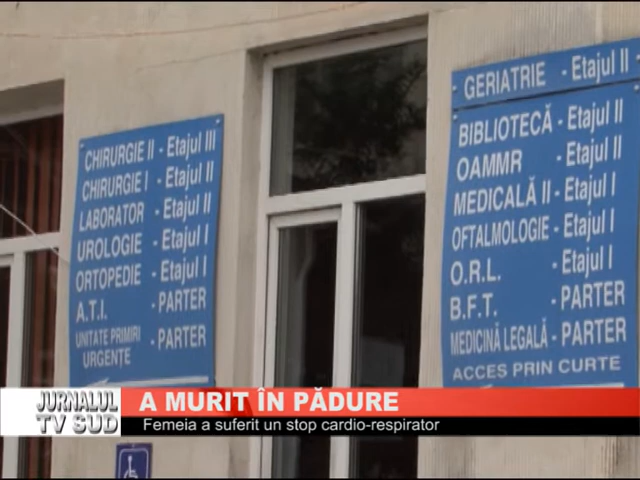 CHIRURGIE II - Etajul III
CHIRURGIE I - Etajul II
LABORATOR - Etajul II
UROLOGIE - Etajul I
ORTOPEDIE - Etajul I
A.T.I. - PARTER
UNITATE PRIMIRI URGENTE - PARTER
GERIATRIE - Etajul II
BIBLIOTECĂ - Etajul II
OAMMR - Etajul II
MEDICALĂ II - Etajul I
OFTALMOLOGIE - Etajul I
O.R.L. - Etajul I
B.F.T. - PARTER
MEDICINĂ LEGALĂ - PARTER
ACCES PRIN CURTE
JURNALUL
TV SUD
A MURIT ÎN PĂDURE
Femeia a suferit un stop cardio-respirator